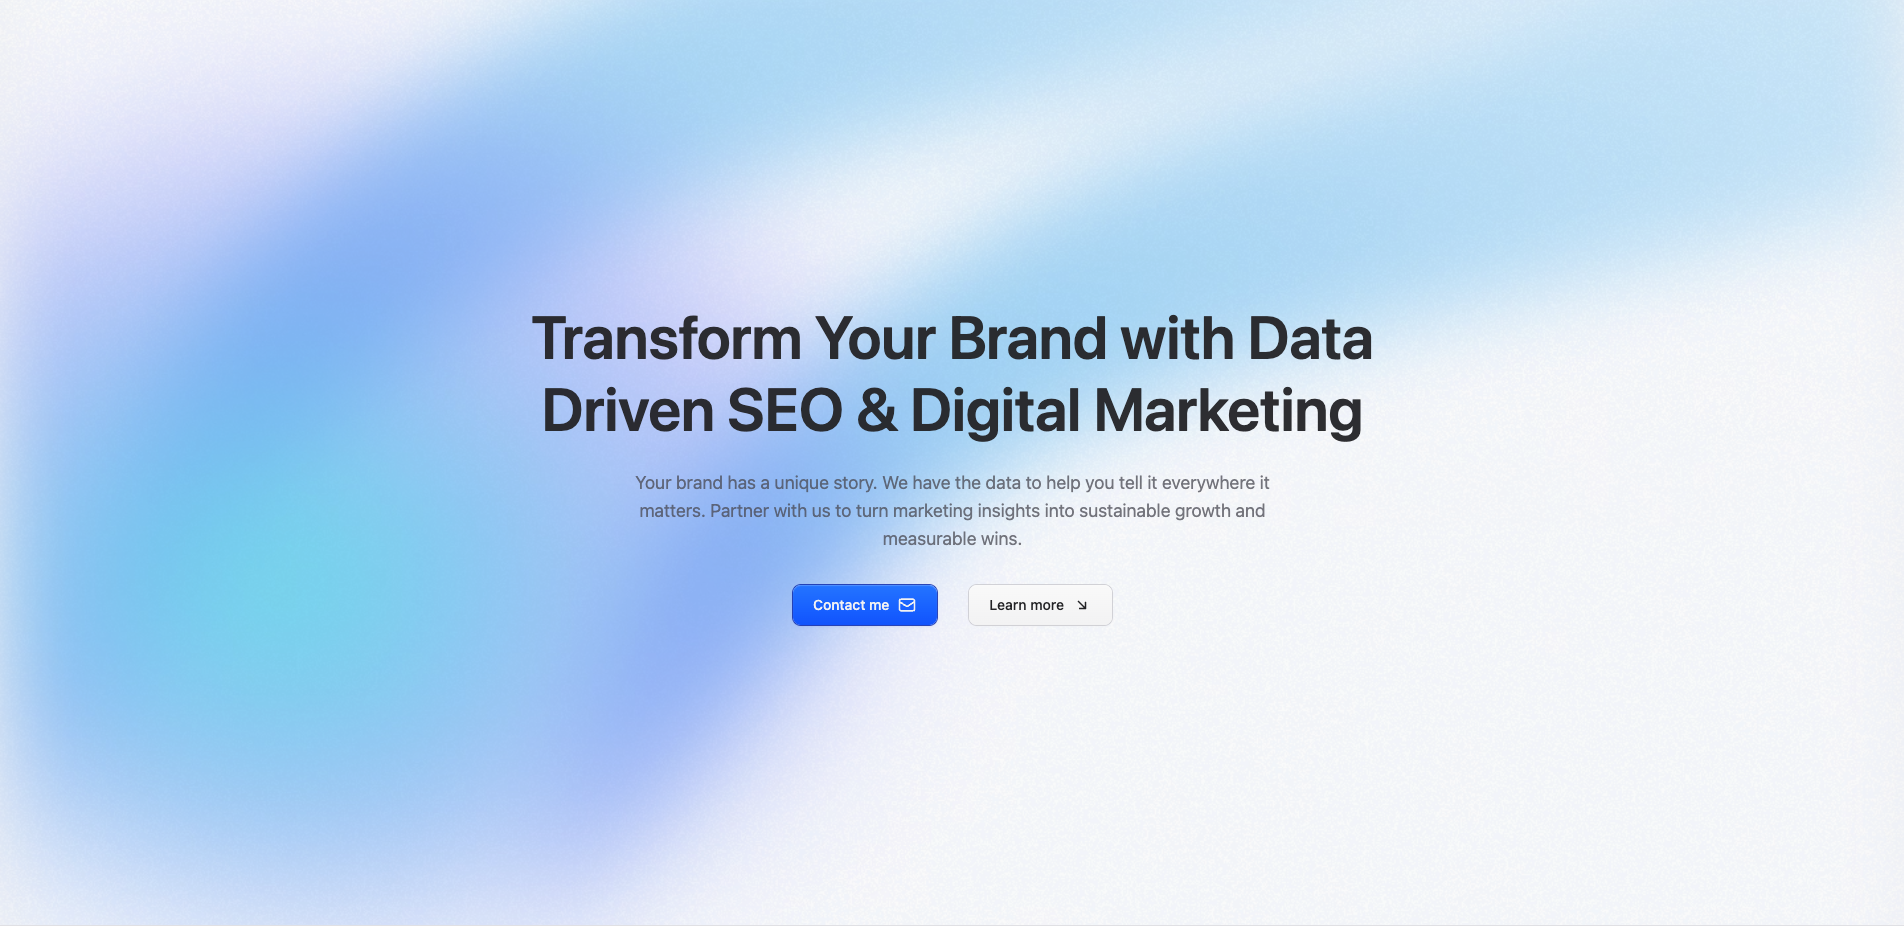 Transform Your Brand with Data
Driven SEO & Digital Marketing
Your brand has a unique story. We have the data to help you tell it everywhere it
matters. Partner with us to turn marketing insights into sustainable growth and
measurable wins.
Contact me
Learn more